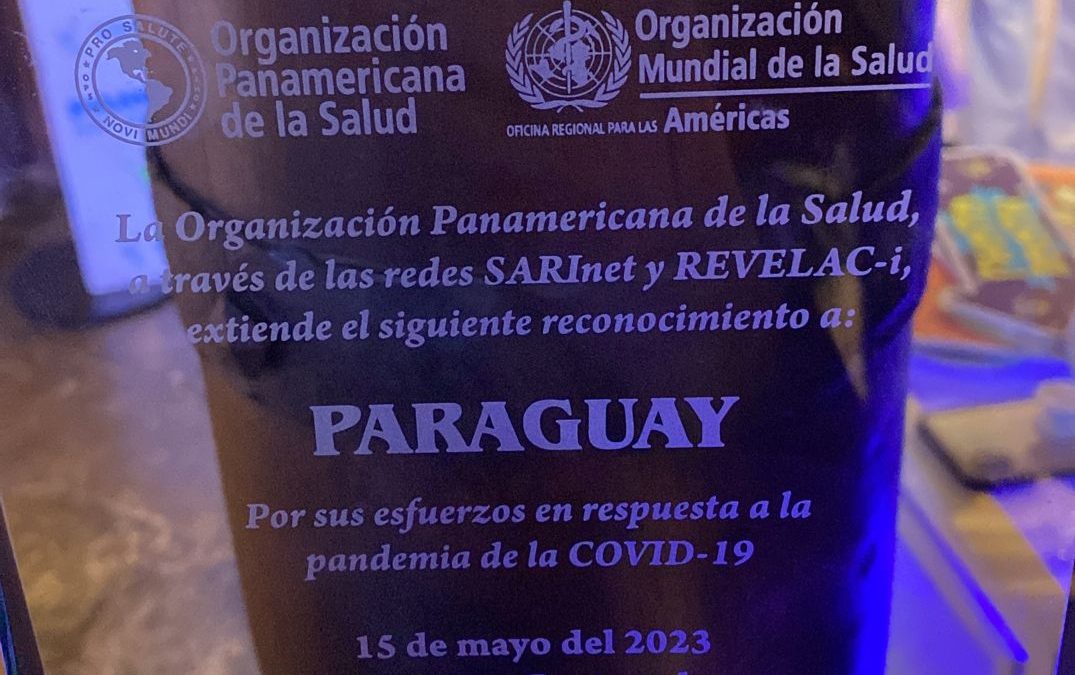 PRO SALUTE
NOVI MUNDI
Organización
Panamericana
de la Salud
Organización
Mundial de la Salud
OFICINA REGIONAL PARA LAS Américas
La Organización Panamericana de la Salud,
a través de las redes SARInet y REVELAC-i,
extiende el siguiente reconocimiento a:
PARAGUAY
Por sus esfuerzos en respuesta a la
pandemia de la COVID-19
15 de mayo del 2023